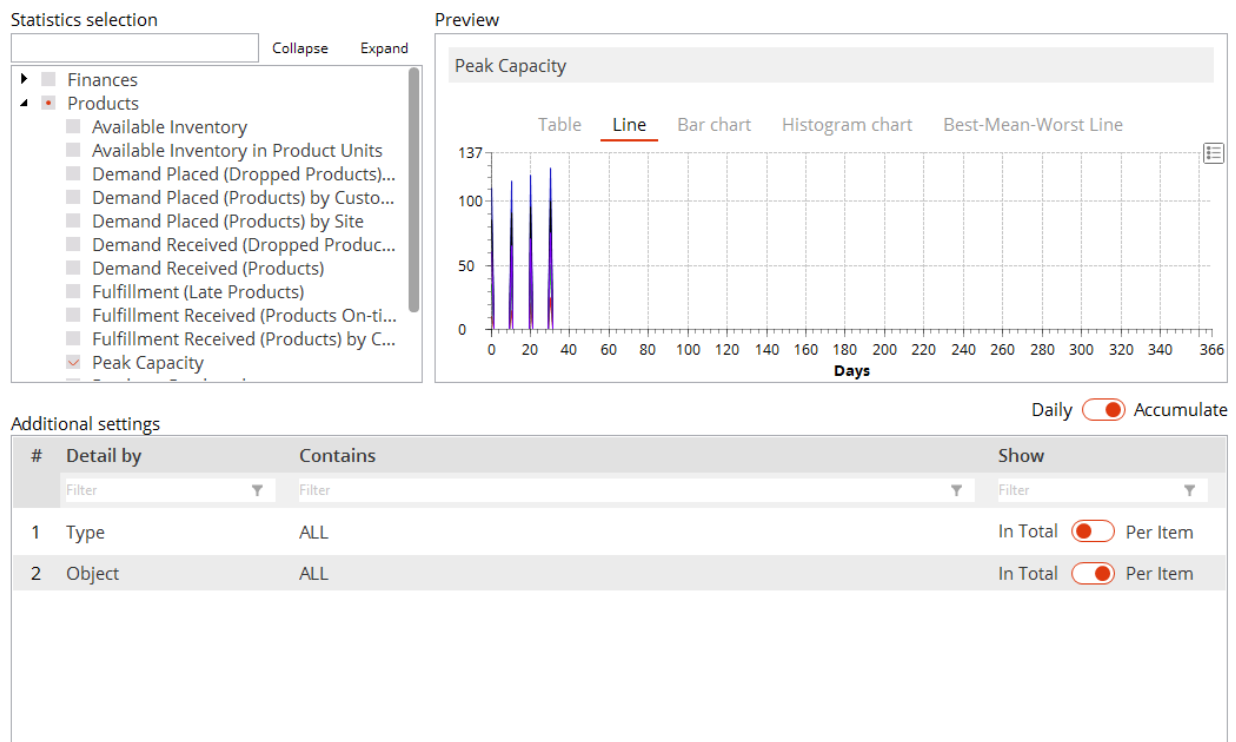 Statistics selection
Collapse Expand
Finances
Products
Available Inventory
Available Inventory in Product Units
Demand Placed (Dropped Products)...
Demand Placed (Products) by Custo...
Demand Placed (Products) by Site
Demand Received (Dropped Produc...
Demand Received (Products)
Fulfillment (Late Products)
Fulfillment Received (Products On-ti...
Fulfillment Received (Products) by C...
Peak Capacity
Preview
Peak Capacity
Table Line Bar chart Histogram chart Best-Mean-Worst Line
137
100
50
0
0 20 40 60 80 100 120 140 160 180 200 220 240 260 280 300 320 340 366
Days
Daily Accumulate
Additional settings
# Detail by Contains Show
Filter Filter Filter
1 Type ALL In Total Per Item
2 Object ALL In Total Per Item